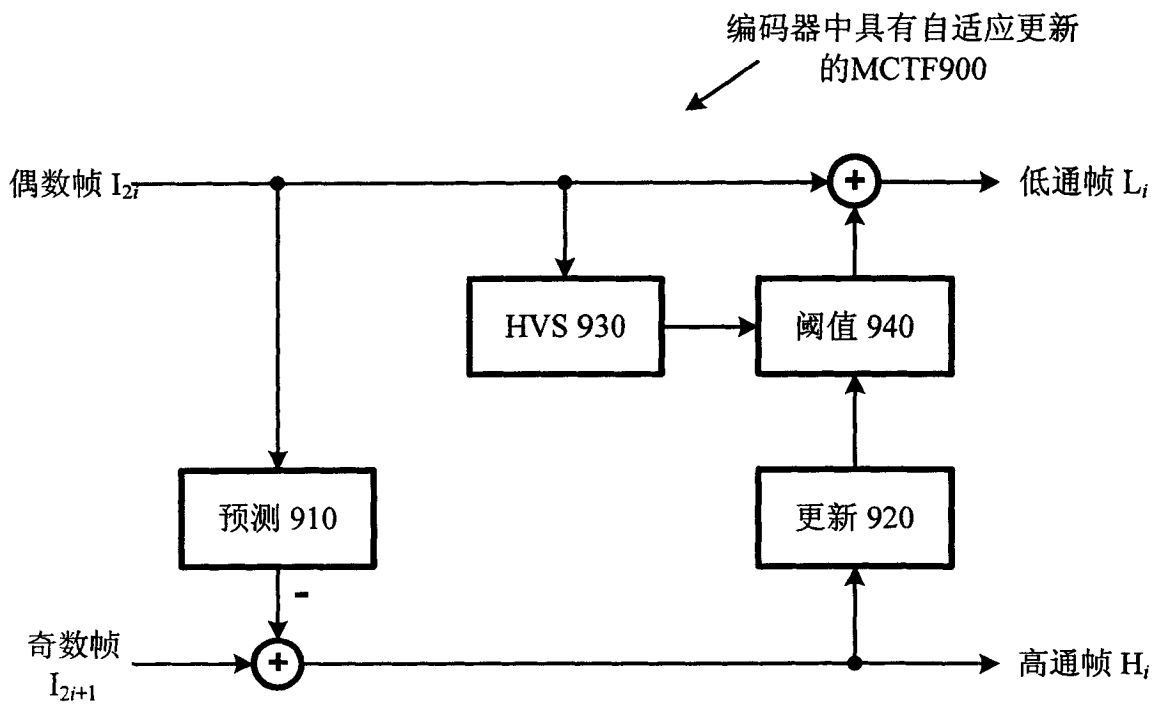 编码器中具有自适应更新
的MCTF900
偶数帧 I2i
+
低通帧 Li
HVS 930
阈值 940
预测 910
更新 920
-
奇数帧
I2i+1
+
高通帧 Hi